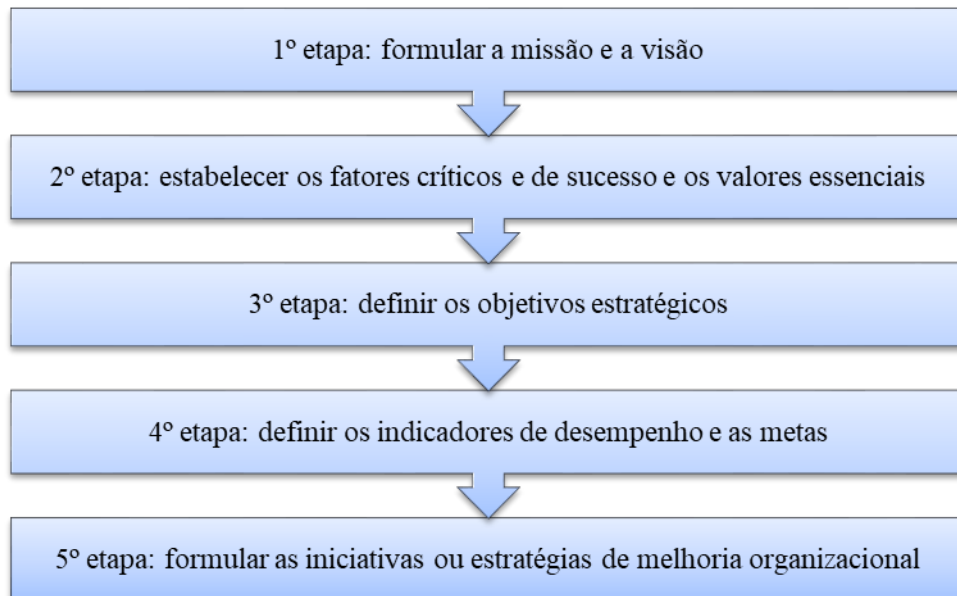 1º etapa: formular a missão e a visão
2º etapa: estabelecer os fatores críticos e de sucesso e os valores essenciais
3º etapa: definir os objetivos estratégicos
4º etapa: definir os indicadores de desempenho e as metas
5º etapa: formular as iniciativas ou estratégias de melhoria organizacional